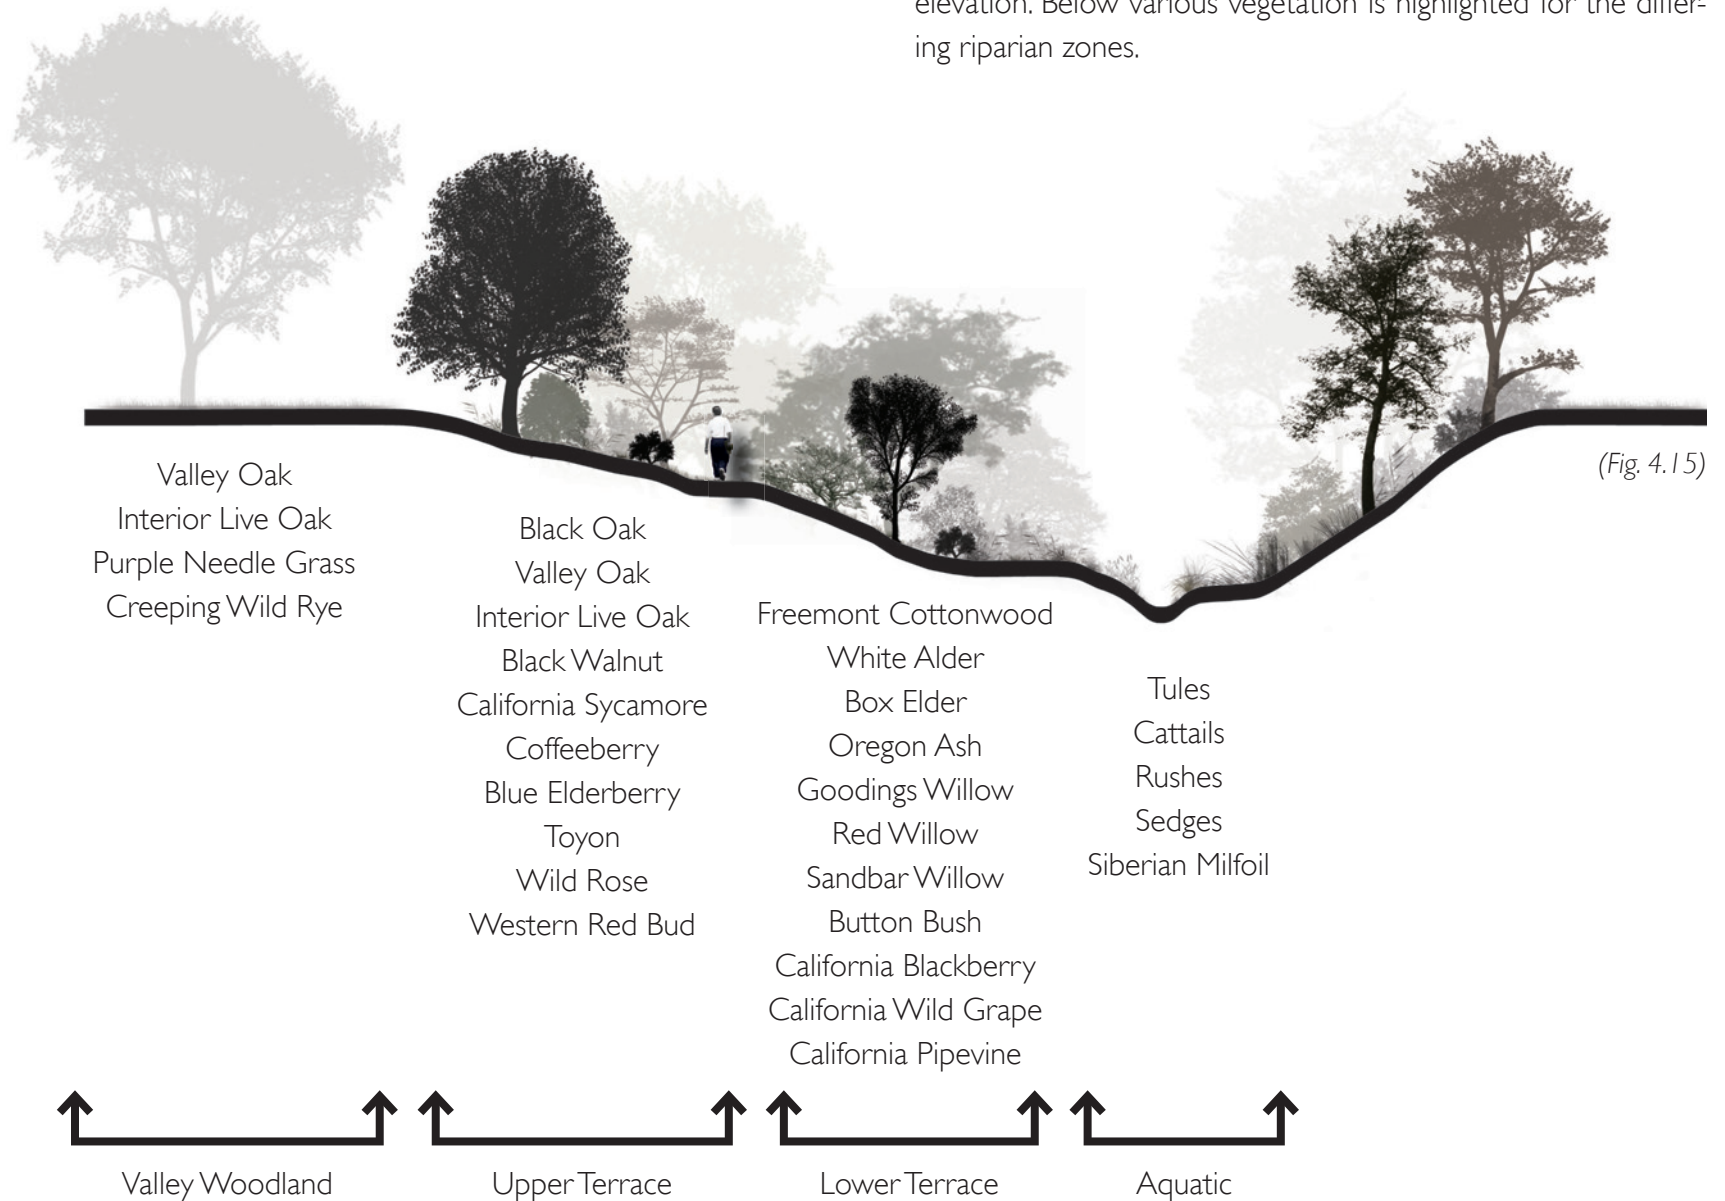 elevation. Below various vegetation is highlighted for the differ-
ing riparian zones.
(Fig. 4.15)
Valley Oak
Interior Live Oak
Purple Needle Grass
Creeping Wild Rye
Black Oak
Valley Oak
Interior Live Oak
Black Walnut
California Sycamore
Coffeeberry
Blue Elderberry
Toyon
Wild Rose
Western Red Bud
Freemont Cottonwood
White Alder
Box Elder
Oregon Ash
Goodings Willow
Red Willow
Sandbar Willow
Button Bush
California Blackberry
California Wild Grape
California Pipevine
Tules
Cattails
Rushes
Sedges
Siberian Milfoil
Valley Woodland
Upper Terrace
Lower Terrace
Aquatic